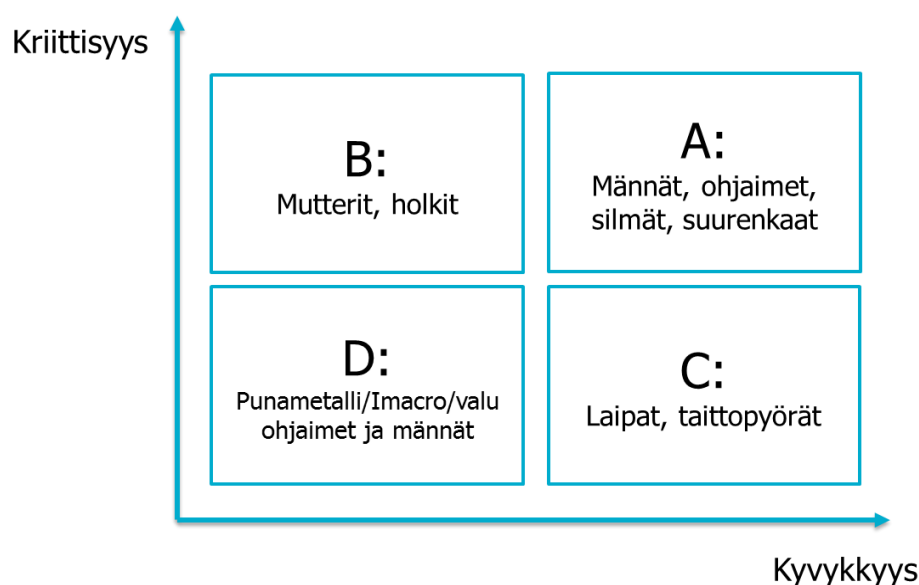 Kriittisyys
B:
Mutterit, holkit
A:
Männät, ohjaimet,
silmät, suurenkaat
D:
Punametalli/Imacro/valu
ohjaimet ja männät
C:
Laipat, taittopyörät
Kyvykkyys